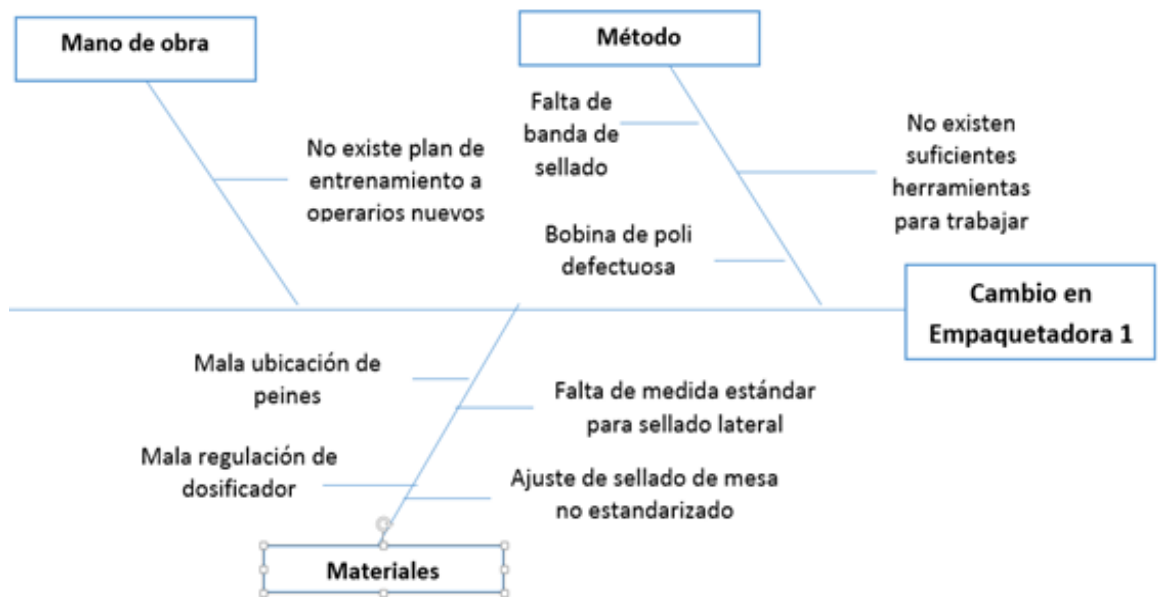 Mano de obra
No existe plan de
entrenamiento a
operarios nuevos
Método
Falta de
banda de
sellado
Bobina de poli
defectuosa
No existen
suficientes
herramientas
para trabajar
Cambio en
Empaquetadora 1
Mala ubicación de
peines
Mala regulación de
dosificador
Falta de medida estándar
para sellado lateral
Ajuste de sellado de mesa
no estandarizado
Materiales